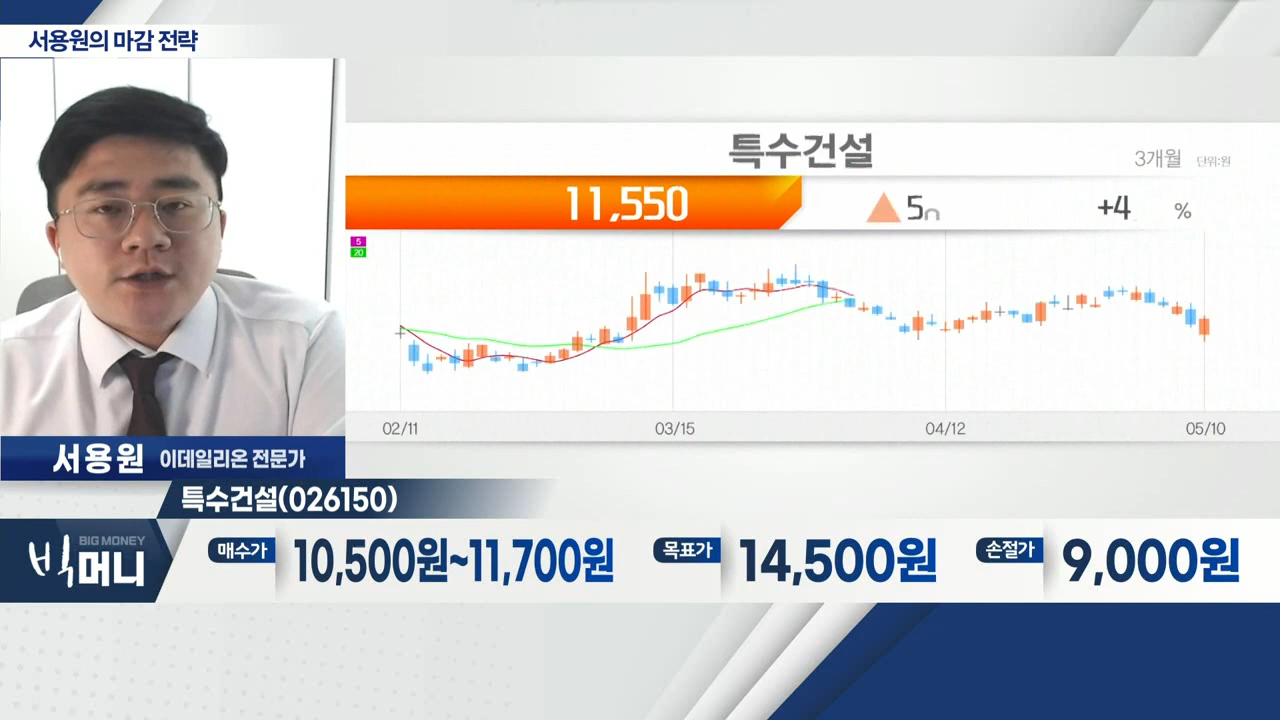 서용원의 마감 전략
특수건설
3개월 단위:원
11,550
+4 %
5
20
02/11 03/15 04/12 05/10
서용원 이데일리온 전문가
특수건설(026150)
BIG MONEY
빅머니
매수가 10,500원~11,700원 목표가 14,500원 손절가 9,000원